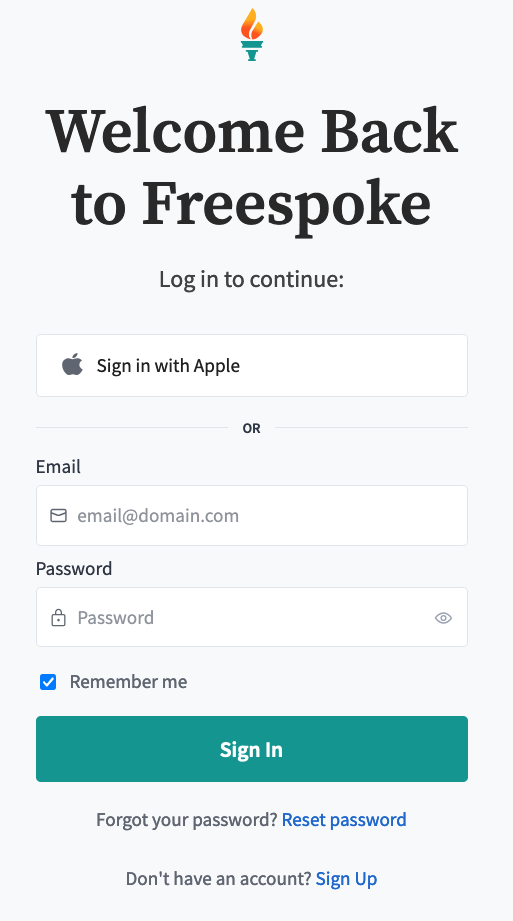 Welcome Back
to Freespoke
Log in to continue:
Sign in with Apple
OR
Email
email@domain.com
Password
Password
Remember me
Sign In
Forgot your password? Reset password
Don't have an account? Sign Up